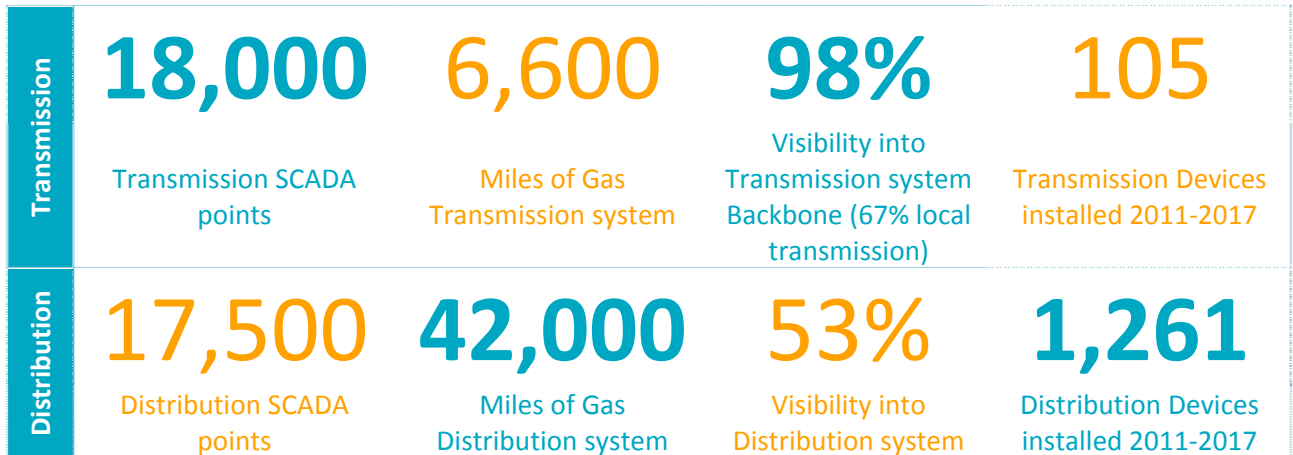 Transmission
18,000
Transmission SCADA
points
6,600
Miles of Gas
Transmission system
98%
Visibility into
Transmission system
Backbone (67% local
transmission)
105
Transmission Devices
installed 2011-2017
Distribution
17,500
Distribution SCADA
points
42,000
Miles of Gas
Distribution system
53%
Visibility into
Distribution system
1,261
Distribution Devices
installed 2011-2017